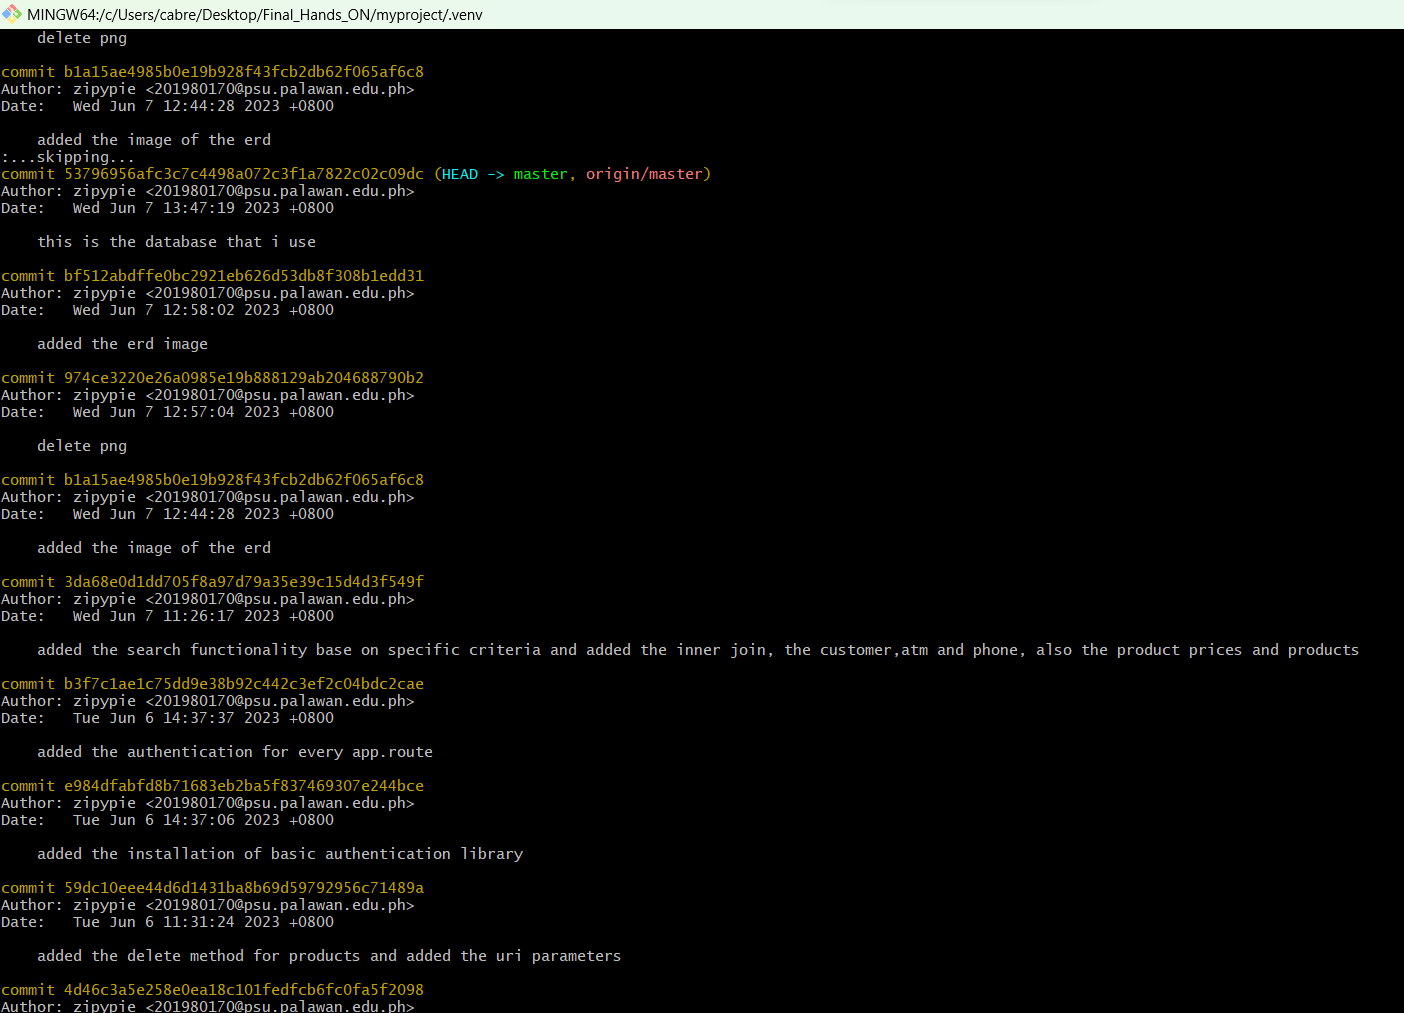 MINGW64:/c/Users/cabre/Desktop/Final_Hands_ON/myproject/.venv
    delete png
commit b1a15ae4985b0e19b928f43fcb2db62f065af6c8
Author: zipypie <201980170@psu.palawan.edu.ph>
Date:   Wed Jun 7 12:44:28 2023 +0800
    added the image of the erd
:...skipping...
commit 53796956afc3c7c4498a072c3f1a7822c02c09dc (HEAD -> master, origin/master)
Author: zipypie <201980170@psu.palawan.edu.ph>
Date:   Wed Jun 7 13:47:19 2023 +0800
    this is the database that i use
commit bf512abdffe0bc2921eb626d53db8f308b1edd31
Author: zipypie <201980170@psu.palawan.edu.ph>
Date:   Wed Jun 7 12:58:02 2023 +0800
    added the erd image
commit 974ce3220e26a0985e19b888129ab204688790b2
Author: zipypie <201980170@psu.palawan.edu.ph>
Date:   Wed Jun 7 12:57:04 2023 +0800
    delete png
commit b1a15ae4985b0e19b928f43fcb2db62f065af6c8
Author: zipypie <201980170@psu.palawan.edu.ph>
Date:   Wed Jun 7 12:44:28 2023 +0800
    added the image of the erd
commit 3da68e0d1dd705f8a97d79a35e39c15d4d3f549f
Author: zipypie <201980170@psu.palawan.edu.ph>
Date:   Wed Jun 7 11:26:17 2023 +0800
    added the search functionality base on specific criteria and added the inner join, the customer,atm and phone, also the product prices and products
commit b3f7c1ae1c75dd9e38b92c442c3ef2c04bdc2cae
Author: zipypie <201980170@psu.palawan.edu.ph>
Date:   Tue Jun 6 14:37:37 2023 +0800
    added the authentication for every app.route
commit e984dfabfd8b71683eb2ba5f837469307e244bce
Author: zipypie <201980170@psu.palawan.edu.ph>
Date:   Tue Jun 6 14:37:06 2023 +0800
    added the installation of basic authentication library
commit 59dc10eee44d6d1431ba8b69d59792956c71489a
Author: zipypie <201980170@psu.palawan.edu.ph>
Date:   Tue Jun 6 11:31:24 2023 +0800
    added the delete method for products and added the uri parameters
commit 4d46c3a5e258e0ea18c101fedfcb6fc0fa5f2098
Author: zipypie <201980170@psu.palawan.edu.ph>